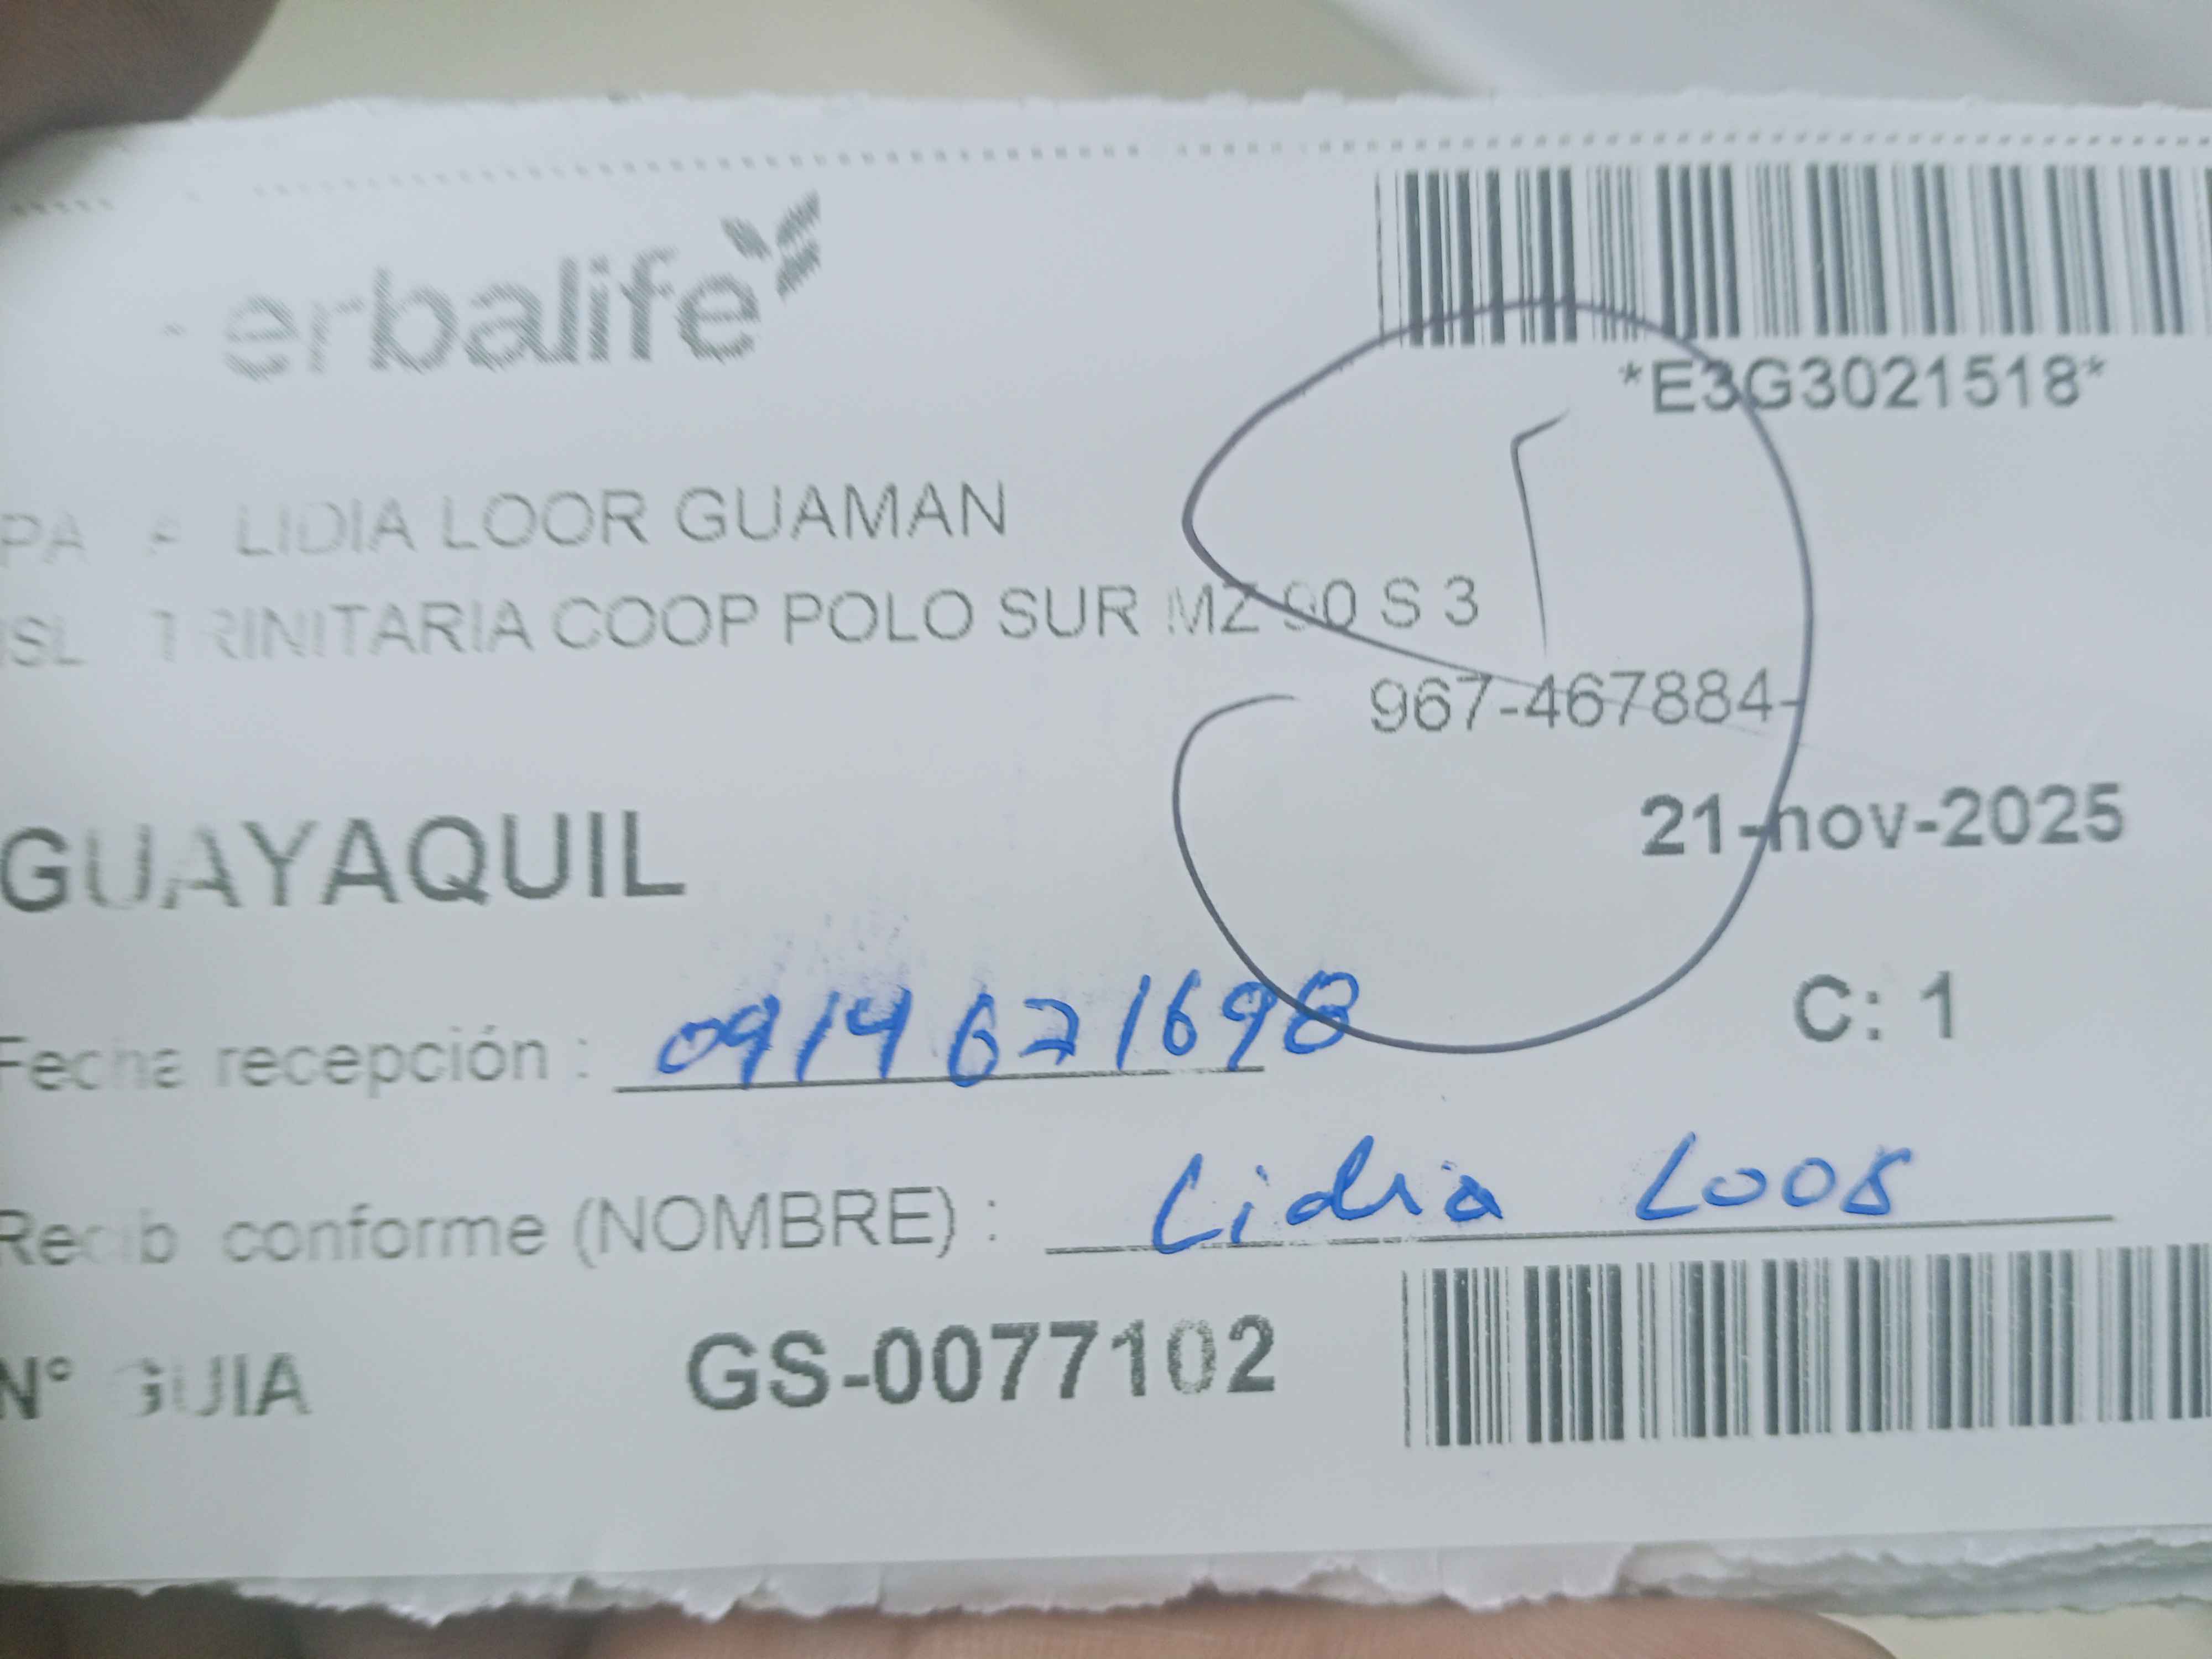 erbalife
*E3G3021518*
LIDIA LOOR GUAMAN
TRINITARIA COOP POLO SUR MZ 90 S 3
967-467884-
21-nov-2025
GUAYAQUIL
C: 1
Fecha recepción : 0914621698
Recib conforme (NOMBRE) : Lidia Loor
N° GUIA GS-0077102